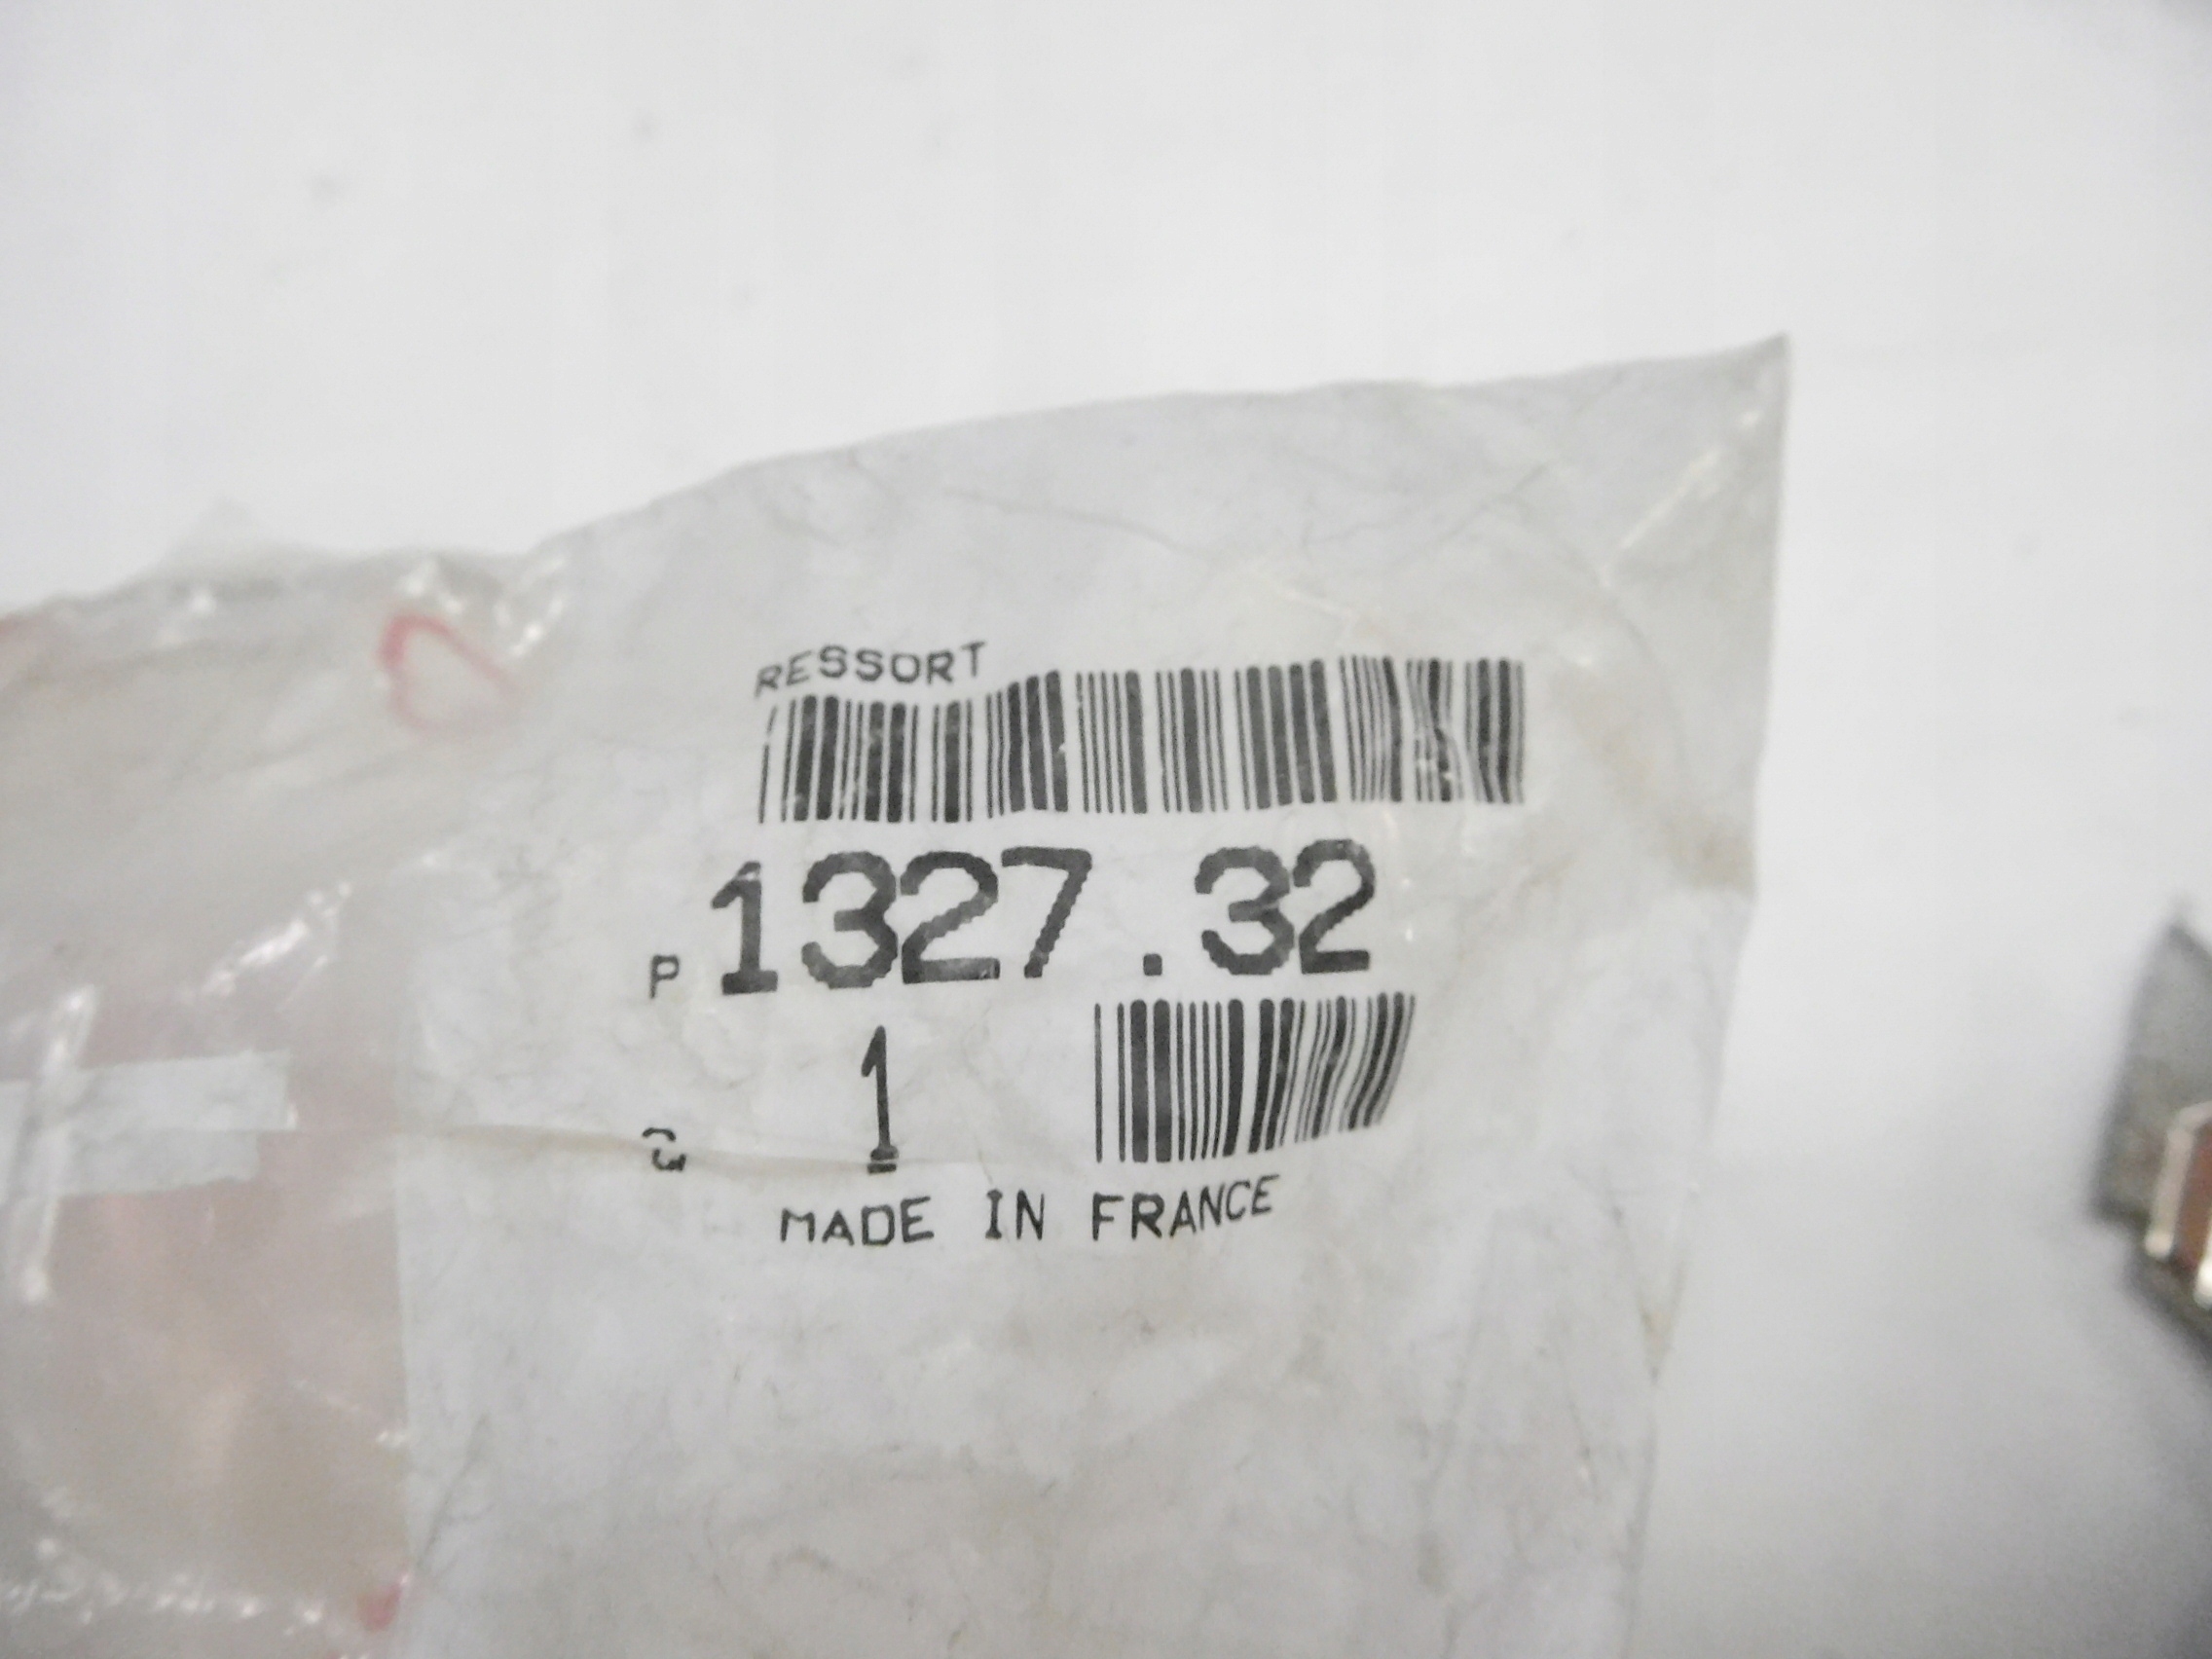 RESSORT
P 1327.32
Q 1
MADE IN FRANCE